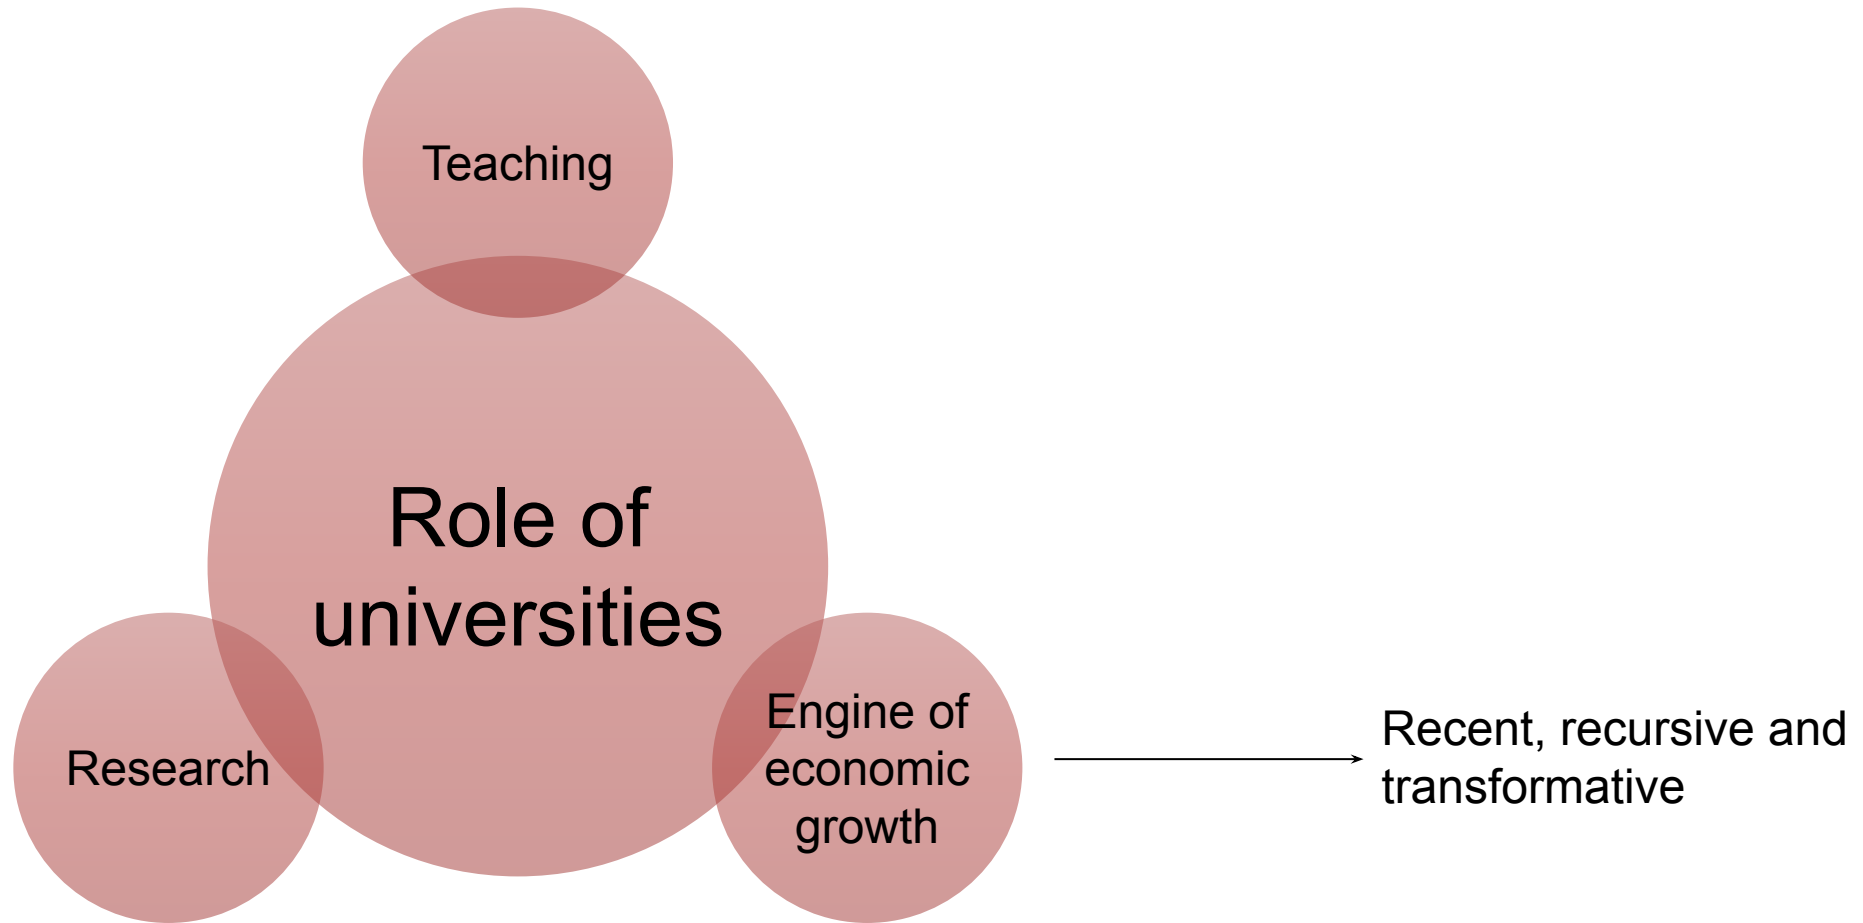 Teaching
Role of
universities
Research
Engine of
economic
growth
Recent, recursive and
transformative